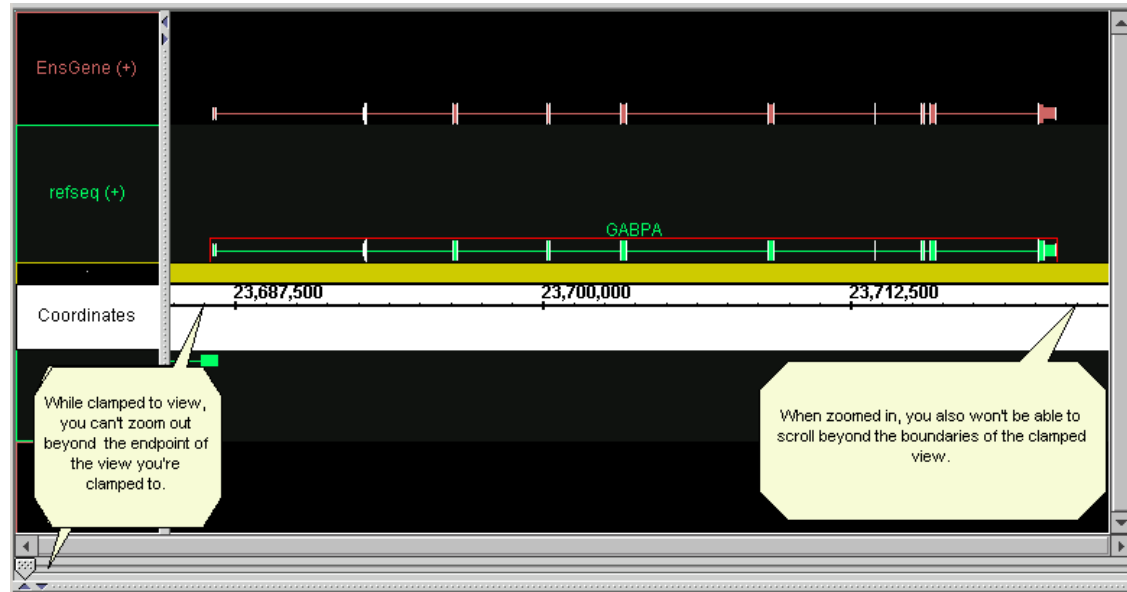 EnsGene (+)
refseq (+)
GABPA
23,687,500
23,700,000
23,712,500
Coordinates
While clamped to view,
you can't zoom out
beyond the endpoint of
the view you're
clamped to.
When zoomed in, you also won't be able to
scroll beyond the boundaries of the clamped
view.